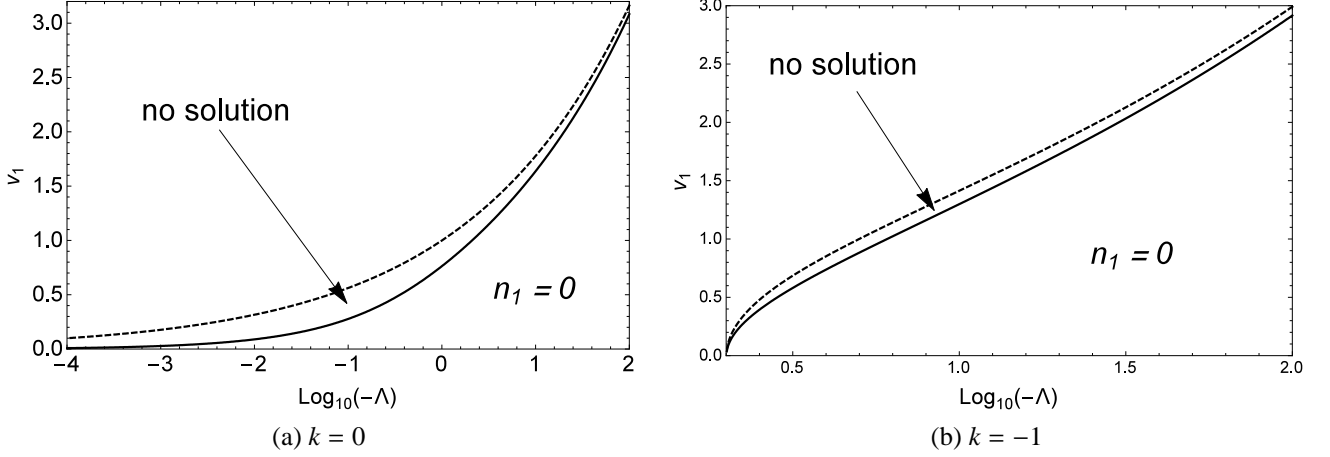 3.0
2.5
2.0
1.5
1.0
0.5
0.0
v₁
no solution
n₁ = 0
−4 −3 −2 −1 0 1 2
Log₁₀(−Λ)
(a) k = 0
3.0
2.5
2.0
1.5
1.0
0.5
0.0
v₁
no solution
n₁ = 0
0.5 1.0 1.5 2.0
Log₁₀(−Λ)
(b) k = −1